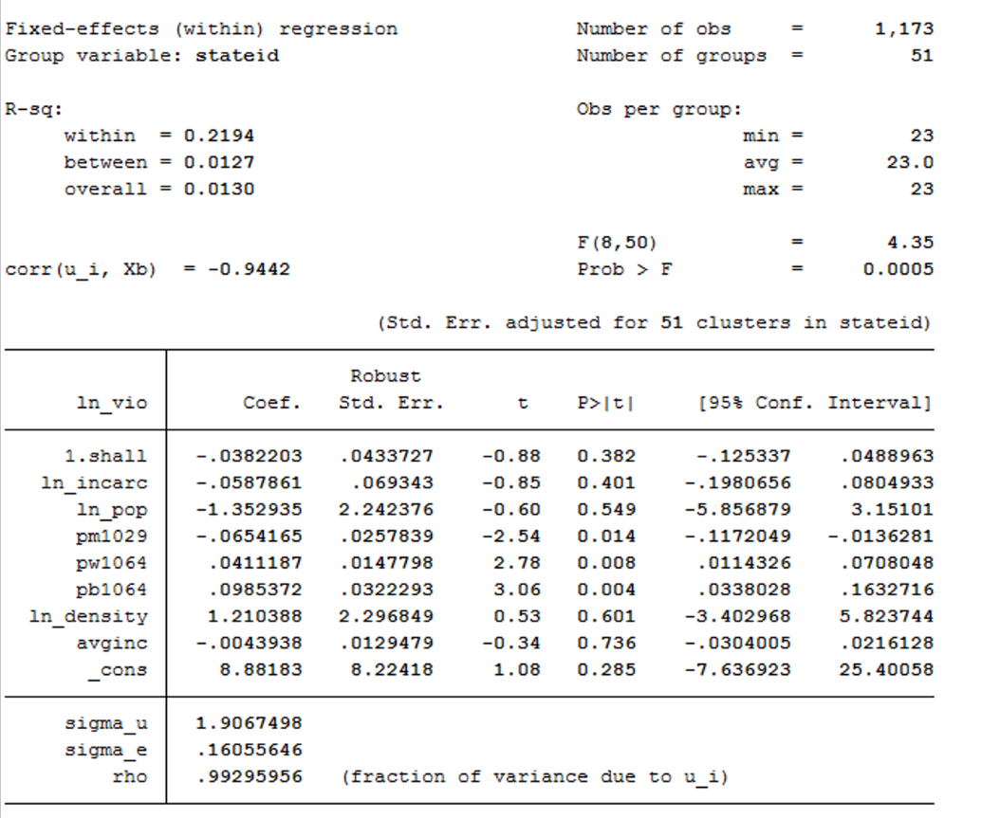 Fixed-effects (within) regression Number of obs = 1,173
Group variable: stateid Number of groups = 51
R-sq: Obs per group:
within = 0.2194 min = 23
between = 0.0127 avg = 23.0
overall = 0.0130 max = 23
F(8,50) = 4.35
corr(u_i, Xb) = -0.9442 Prob > F = 0.0005
(Std. Err. adjusted for 51 clusters in stateid)
Robust
ln_vio Coef. Std. Err. t P>|t| [95% Conf. Interval]
1.shall -.0382203 .0433727 -0.88 0.382 -.125337 .0488963
ln_incarc -.0587861 .069343 -0.85 0.401 -.1980656 .0804933
ln_pop -1.352935 2.242376 -0.60 0.549 -5.856879 3.15101
pm1029 -.0654165 .0257839 -2.54 0.014 -.1172049 -.0136281
pw1064 .0411187 .0147798 2.78 0.008 .0114326 .0708048
pb1064 .0985372 .0322293 3.06 0.004 .0338028 .1632716
ln_density 1.210388 2.296849 0.53 0.601 -3.402968 5.823744
avginc -.0043938 .0129479 -0.34 0.736 -.0304005 .0216128
_cons 8.88183 8.22418 1.08 0.285 -7.636923 25.40058
sigma_u 1.9067498
sigma_e .16055646
rho .99295956 (fraction of variance due to u_i)